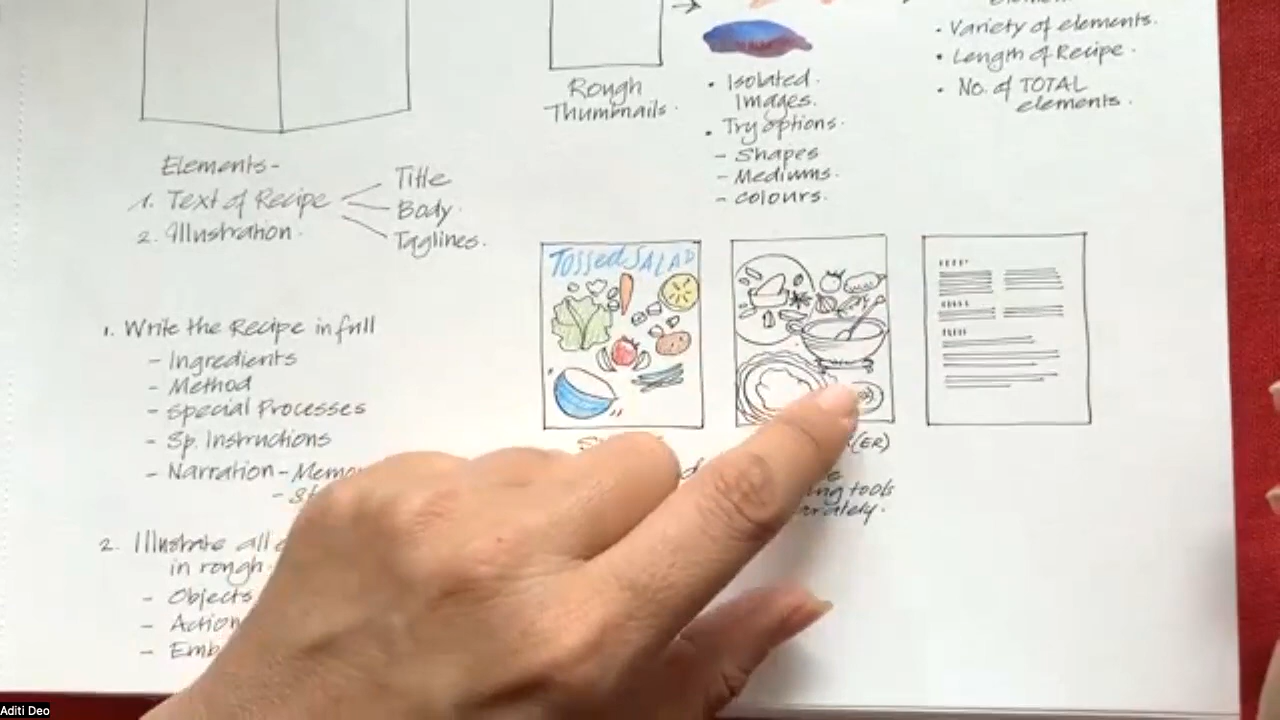 Rough
Thumbnails.
• Isolated.
Images.
• Try options.
- Shapes
- Mediums.
- colours.
• Variety of elements.
• Length of Recipe.
• No. of TOTAL
elements.
Elements-
1. Text of Recipe
Title
Body.
Taglines.
2. Illustration.
1. Write the Recipe in full
- Ingredients
- Method
- Special Processes
- Sp. Instructions
- Narration -
2. Illustrate all
in rough.
- Objects
- Action
- Emb
Tossed SALAD
(ER)
ing tools
rately.
Aditi Deo